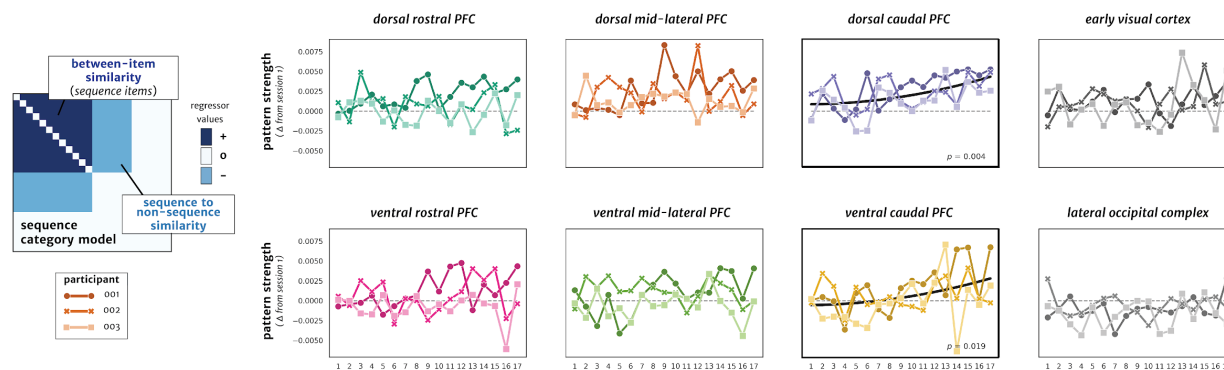 dorsal rostral PFC
dorsal mid-lateral PFC
dorsal caudal PFC
early visual cortex
between-item
similarity
(sequence items)
regressor
values
+
0
−
sequence to
non-sequence
similarity
sequence
category model
participant
001
002
003
pattern strength
( Δ from session 1)
0.0075
0.0050
0.0025
0.0000
−0.0025
−0.0050
p = 0.004
ventral rostral PFC
ventral mid-lateral PFC
ventral caudal PFC
lateral occipital complex
pattern strength
( Δ from session 1)
0.0075
0.0050
0.0025
0.0000
−0.0025
−0.0050
p = 0.019
1 2 3 4 5 6 7 8 9 10 11 12 13 14 15 16 17
1 2 3 4 5 6 7 8 9 10 11 12 13 14 15 16 17
1 2 3 4 5 6 7 8 9 10 11 12 13 14 15 16 17
1 2 3 4 5 6 7 8 9 10 11 12 13 14 15 16 17